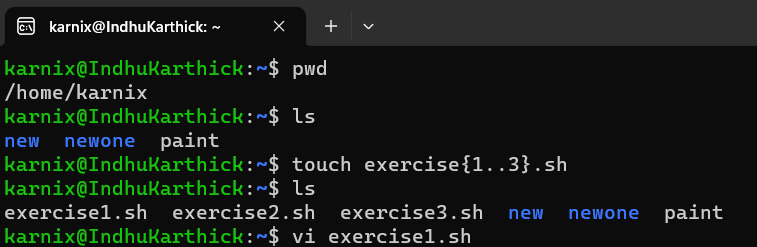 karnix@IndhuKarthick: ~
karnix@IndhuKarthick:~$ pwd
/home/karnix
karnix@IndhuKarthick:~$ ls
new  newone  paint
karnix@IndhuKarthick:~$ touch exercise{1..3}.sh
karnix@IndhuKarthick:~$ ls
exercise1.sh  exercise2.sh  exercise3.sh  new  newone  paint
karnix@IndhuKarthick:~$ vi exercise1.sh